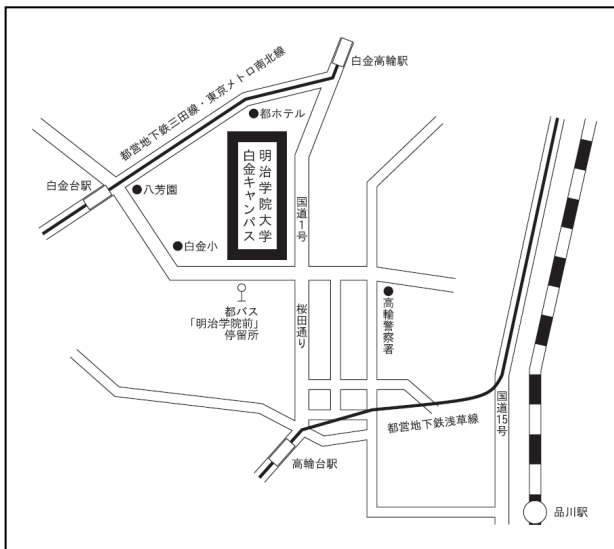 白金高輪駅
都営地下鉄三田線・東京メトロ南北線
都ホテル
明治学院大学
白金キャンパス
白金台駅
八芳園
国道1号
白金小
都バス
「明治学院前」
停留所
桜田通り
高輪警察署
都営地下鉄浅草線
国道15号
高輪台駅
品川駅